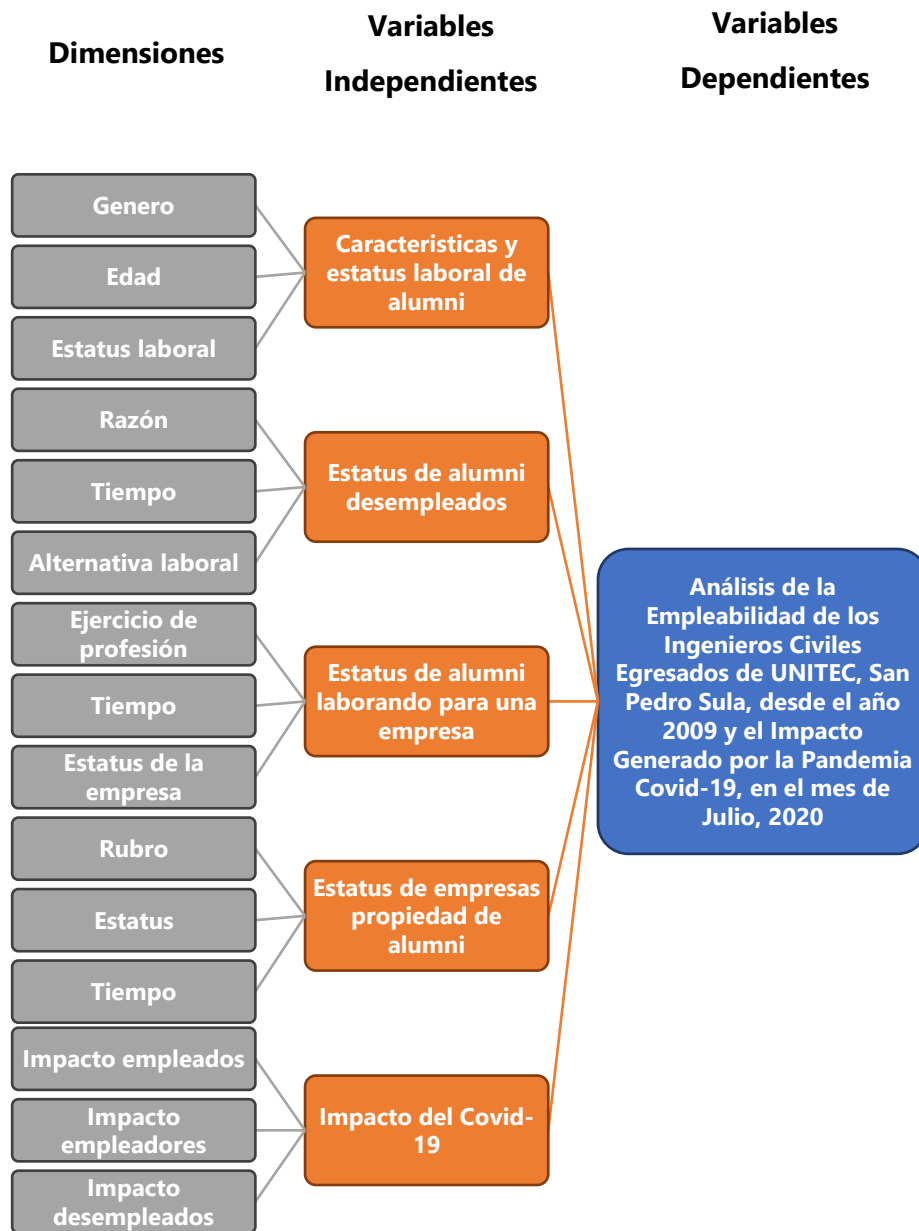 Dimensiones
Variables
Independientes
Variables
Dependientes
Genero
Edad
Estatus laboral
Razón
Tiempo
Alternativa laboral
Ejercicio de
profesión
Tiempo
Estatus de la
empresa
Rubro
Estatus
Tiempo
Impacto empleados
Impacto
empleadores
Impacto
desempleados
Caracteristicas y
estatus laboral de
alumni
Estatus de alumni
desempleados
Estatus de alumni
laborando para una
empresa
Estatus de empresas
propiedad de
alumni
Impacto del Covid-
19
Análisis de la
Empleabilidad de los
Ingenieros Civiles
Egresados de UNITEC, San
Pedro Sula, desde el año
2009 y el Impacto
Generado por la Pandemia
Covid-19, en el mes de
Julio, 2020